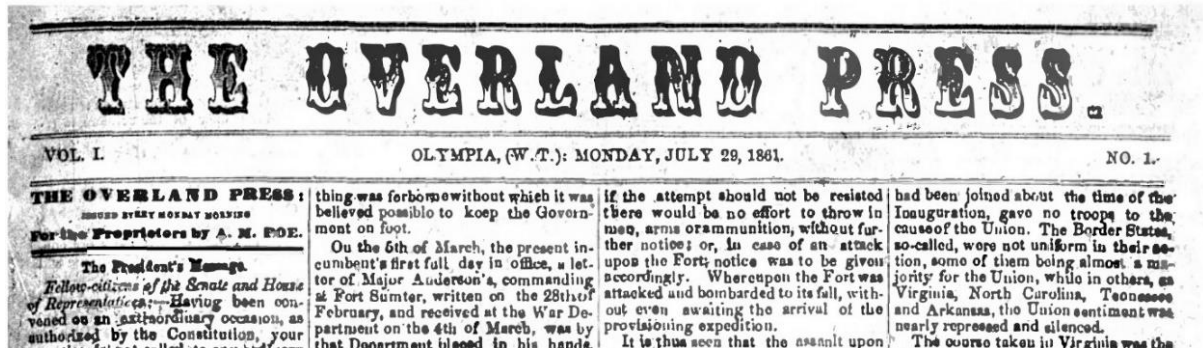 THE OVERLAND PRESS.
VOL. I.
OLYMPIA, (W. T.): MONDAY, JULY 29, 1861.
NO. 1.
THE OVERLAND PRESS:
ISSUED EVERY MONDAY MORNING
For the Proprietors by A. M. POE.
The President's Message.
Fellow-citizens of the Senate and House
of Representatives:—Having been con-
vened on an extraordinary occasion, as
authorized by the Constitution, your
thing was forborne without which it was
believed possiblo to koep the Govern-
ment on foot.
Ou the 5th of March, the present in-
cumbent's first full day in office, a let-
ter of Major Anderson's, commanding
at Fort Sumter, written on the 28th of
February, and received at the War De-
partment on the 4th of March, was by
that Department placed in his hands.
if the attempt should not be resisted
there would be no effort to throw in
men, arms or ammunition, without fur-
ther notice; or, in case of an attack
upon the Fort, notice was to be given
accordingly. Whereupon the Fort was
attacked and bombarded to its full, with-
out even awaiting the arrival of the
provisioning expedition.
It is thus seen that the assault upon
had been joined about the time of the
Inauguration, gave no troops to the
cause of the Union. The Border States,
so-called, were not uniform in their ac-
tion, some of them being almost a ma-
jority for the Union, while in others, as
Virginia, North Carolina, Tennessee
and Arkansas, the Union sentiment was
nearly repressed and silenced.
The course taken in Virginia was the